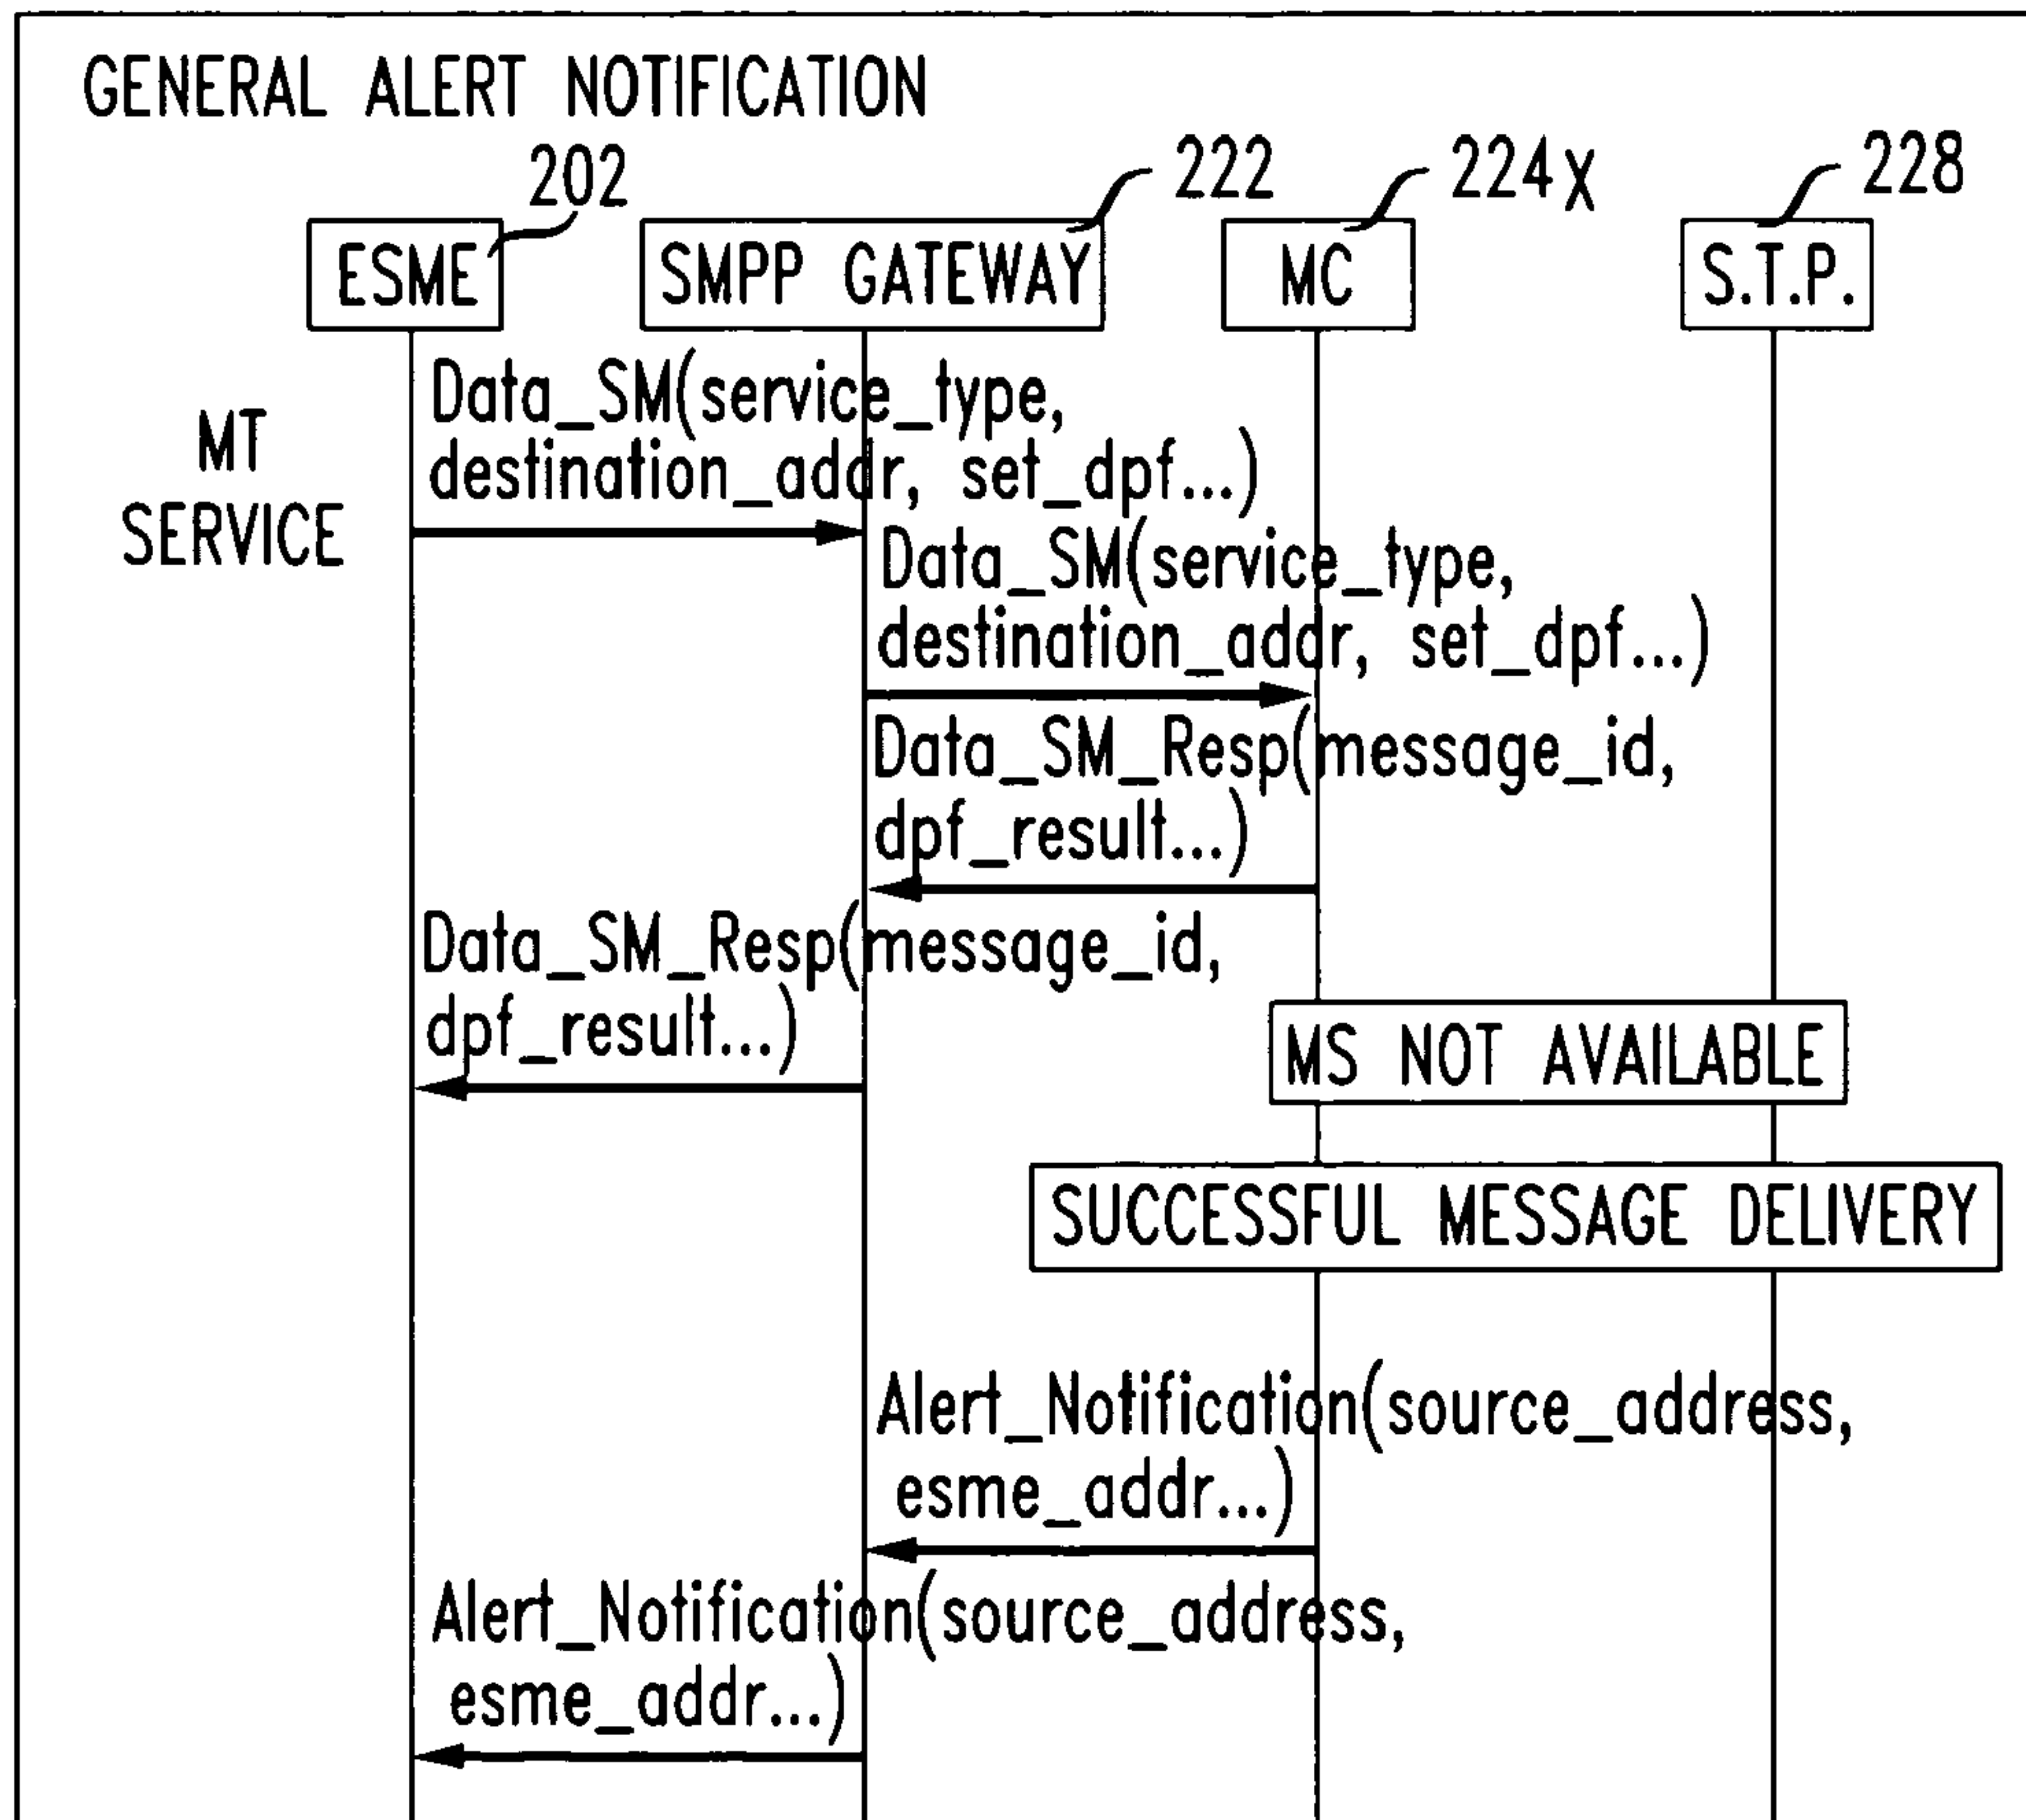 GENERAL ALERT NOTIFICATION
202
222
224X
228
ESME
SMPP GATEWAY
MC
S.T.P.
MT
SERVICE
Data_SM(service_type,
destination_addr, set_dpf...)
Data_SM(service_type,
destination_addr, set_dpf...)
Data_SM_Resp(message_id,
dpf_result...)
Data_SM_Resp(message_id,
dpf_result...)
MS NOT AVAILABLE
SUCCESSFUL MESSAGE DELIVERY
Alert_Notification(source_address,
esme_addr...)
Alert_Notification(source_address,
esme_addr...)